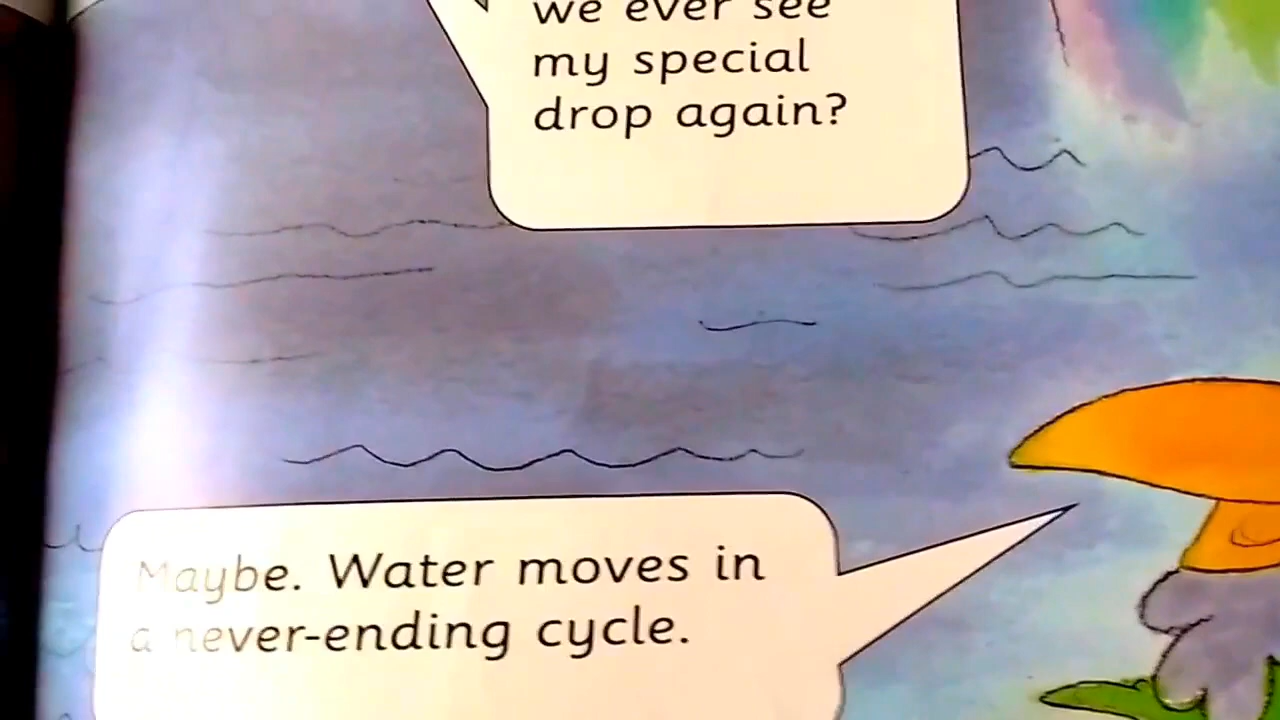 we ever see
my special
drop again?
Maybe. Water moves in
a never-ending cycle.